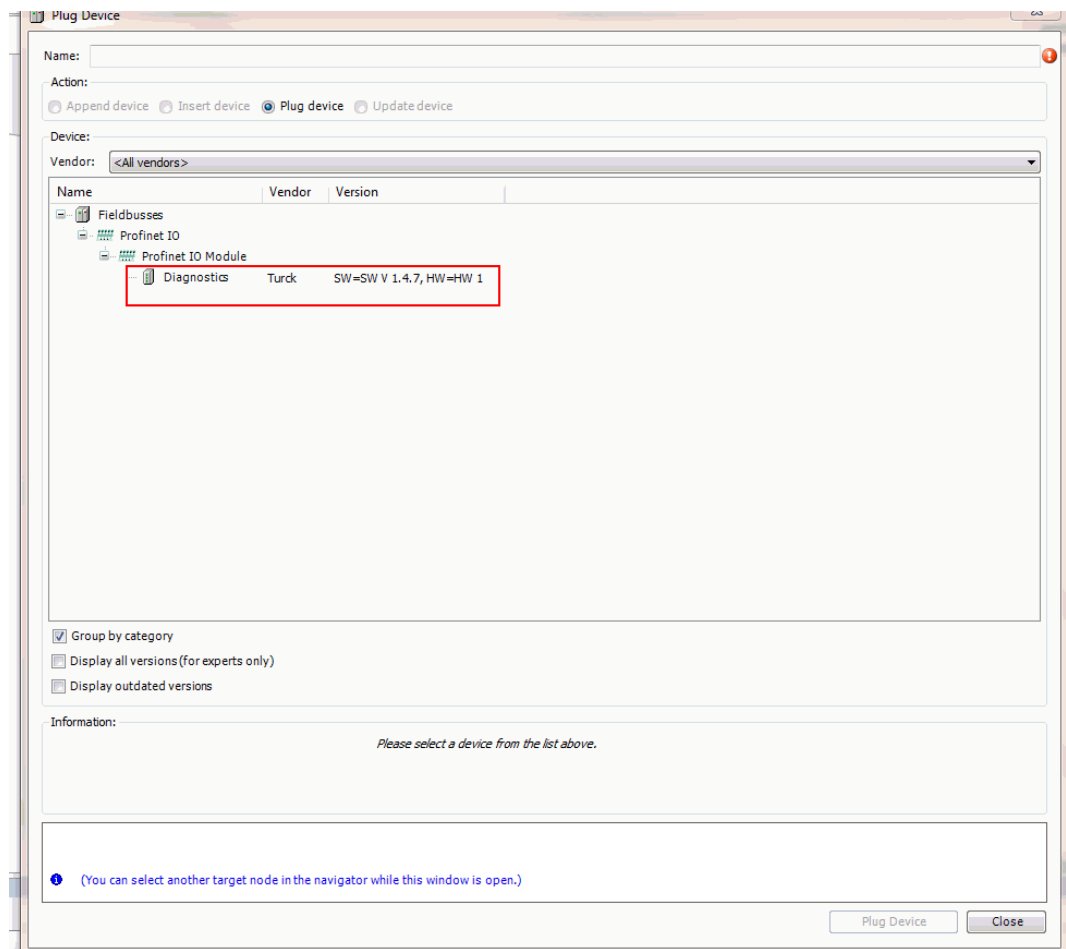 Plug Device
Name:
Action:
Append device Insert device Plug device Update device
Device:
Vendor: <All vendors>
Name Vendor Version
Fieldbusses
Profinet IO
Profinet IO Module
Diagnostics Turck SW=SW V 1.4.7, HW=HW 1
Group by category
Display all versions (for experts only)
Display outdated versions
Information:
Please select a device from the list above.
(You can select another target node in the navigator while this window is open.)
Plug Device Close